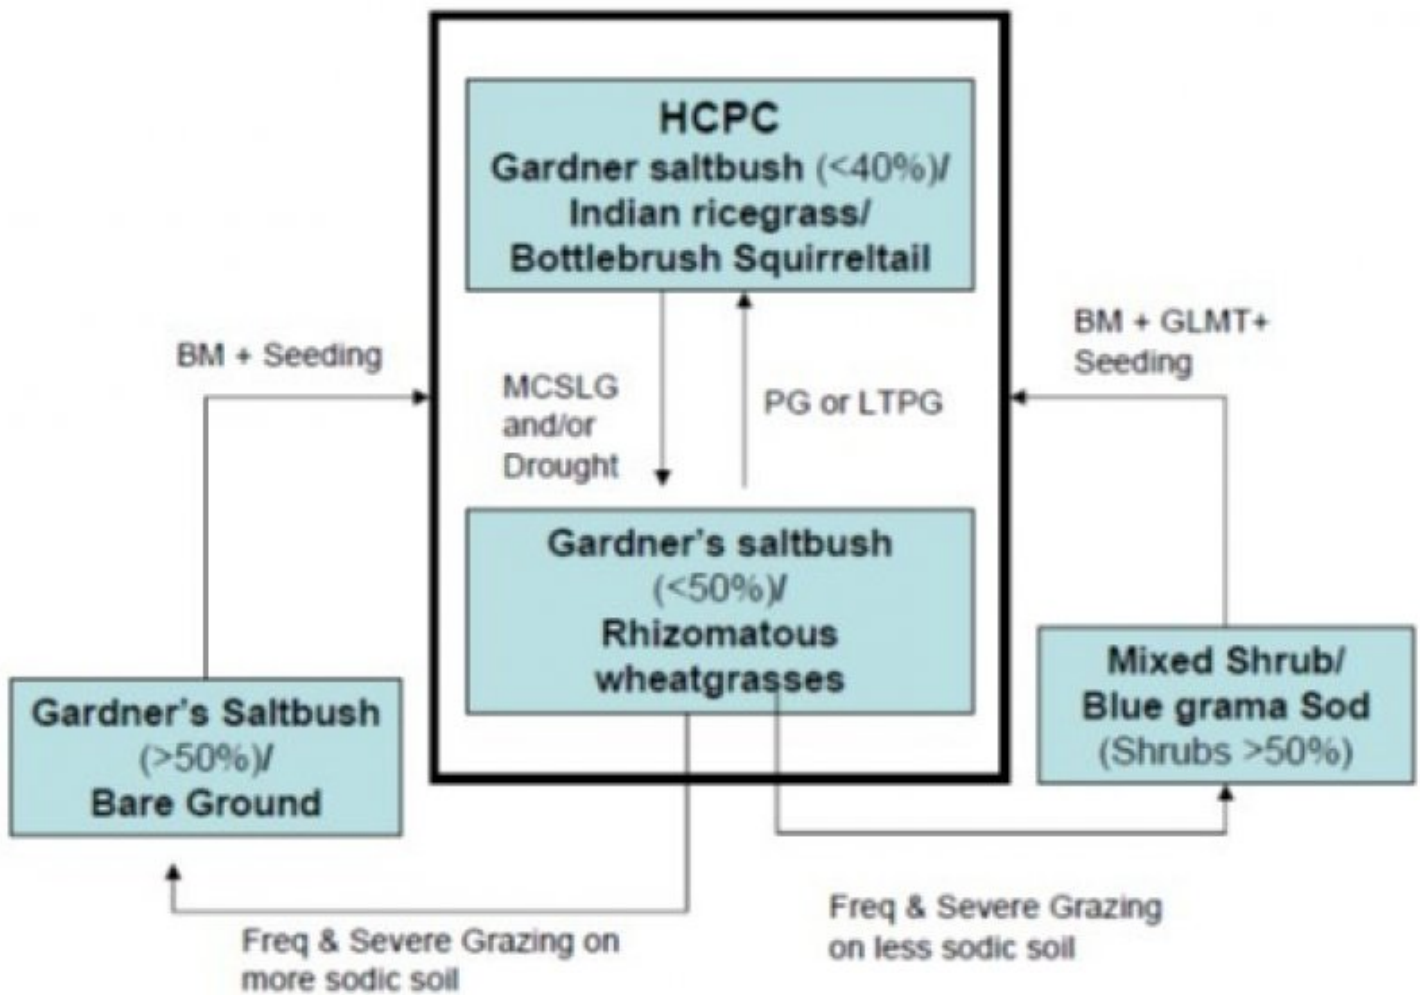 HCPC
Gardner saltbush (<40%)/
Indian ricegrass/
Bottlebrush Squirreltail
BM + Seeding
MCSLG
and/or
Drought
PG or LTPG
BM + GLMT+
Seeding
Gardner's saltbush
(<50%)/
Rhizomatous
wheatgrasses
Gardner's Saltbush
(>50%)/
Bare Ground
Mixed Shrub/
Blue grama Sod
(Shrubs >50%)
Freq & Severe Grazing on
more sodic soil
Freq & Severe Grazing
on less sodic soil